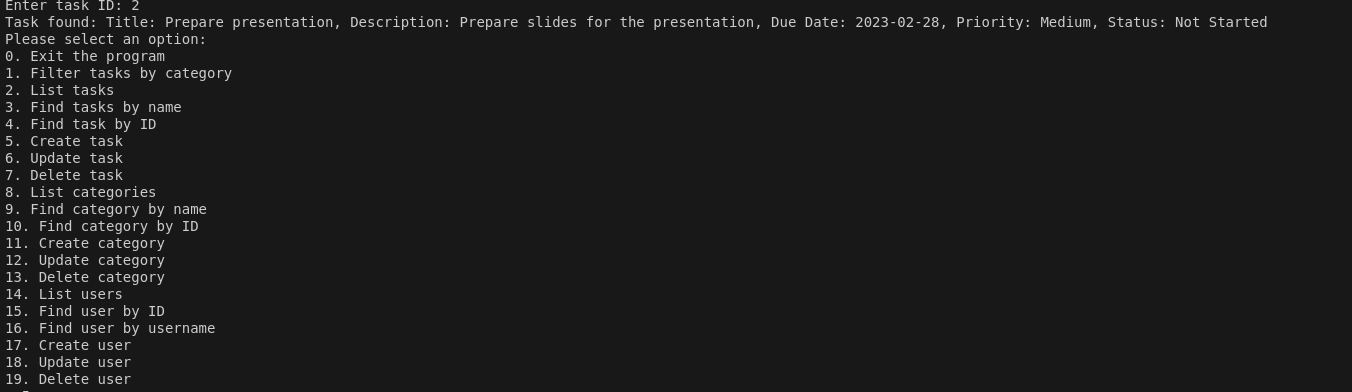 Enter task ID: 2
Task found: Title: Prepare presentation, Description: Prepare slides for the presentation, Due Date: 2023-02-28, Priority: Medium, Status: Not Started
Please select an option:
0. Exit the program
1. Filter tasks by category
2. List tasks
3. Find tasks by name
4. Find task by ID
5. Create task
6. Update task
7. Delete task
8. List categories
9. Find category by name
10. Find category by ID
11. Create category
12. Update category
13. Delete category
14. List users
15. Find user by ID
16. Find user by username
17. Create user
18. Update user
19. Delete user